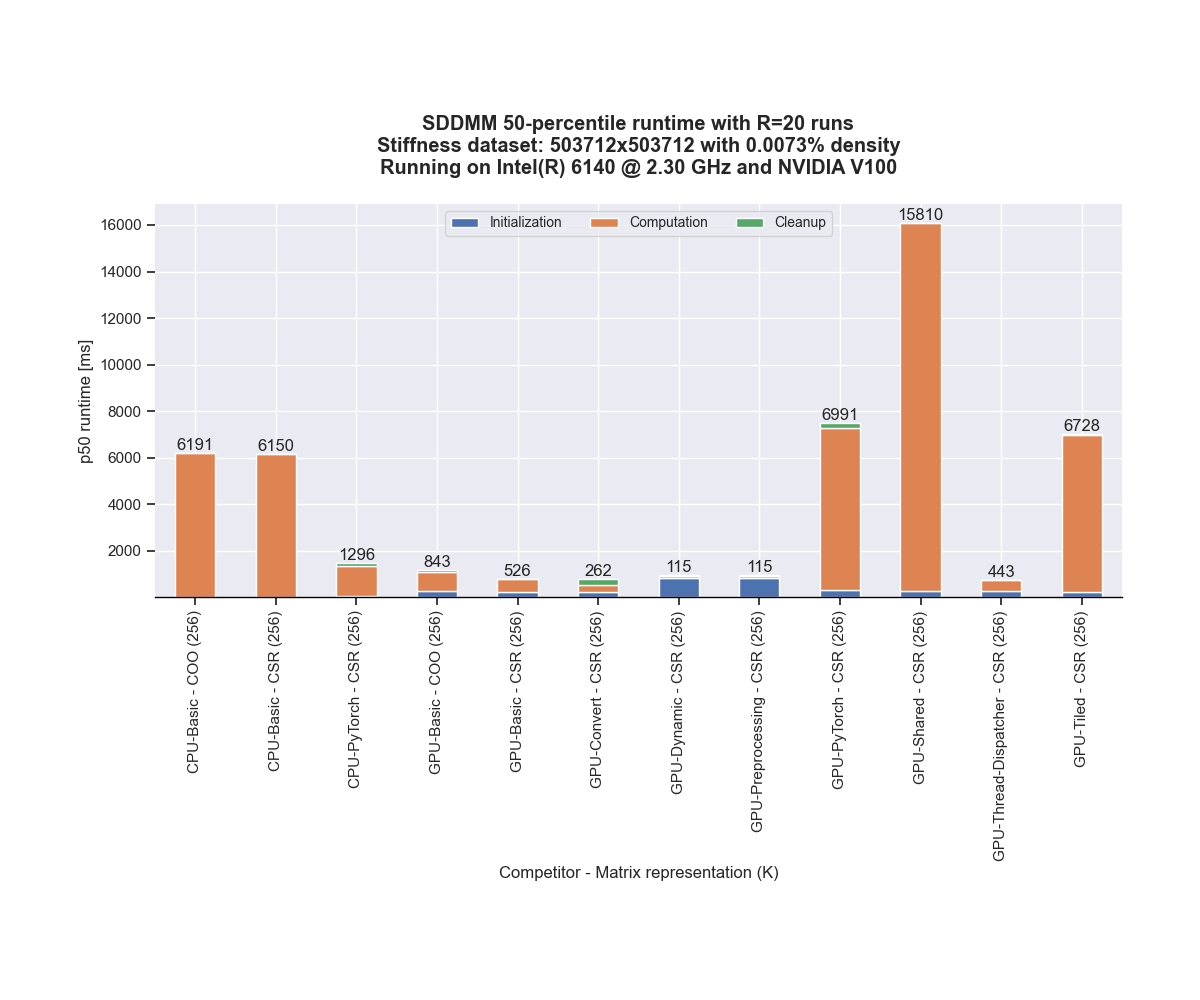 SDDMM 50-percentile runtime with R=20 runs
Stiffness dataset: 503712x503712 with 0.0073% density
Running on Intel(R) 6140 @ 2.30 GHz and NVIDIA V100
Initialization Computation Cleanup
p50 runtime [ms]
16000
14000
12000
10000
8000
6000
4000
2000
6191
6150
1296
843
526
262
115
115
6991
15810
443
6728
CPU-Basic - COO (256)
CPU-Basic - CSR (256)
CPU-PyTorch - CSR (256)
GPU-Basic - COO (256)
GPU-Basic - CSR (256)
GPU-Convert - CSR (256)
GPU-Dynamic - CSR (256)
GPU-Preprocessing - CSR (256)
GPU-PyTorch - CSR (256)
GPU-Shared - CSR (256)
GPU-Thread-Dispatcher - CSR (256)
GPU-Tiled - CSR (256)
Competitor - Matrix representation (K)